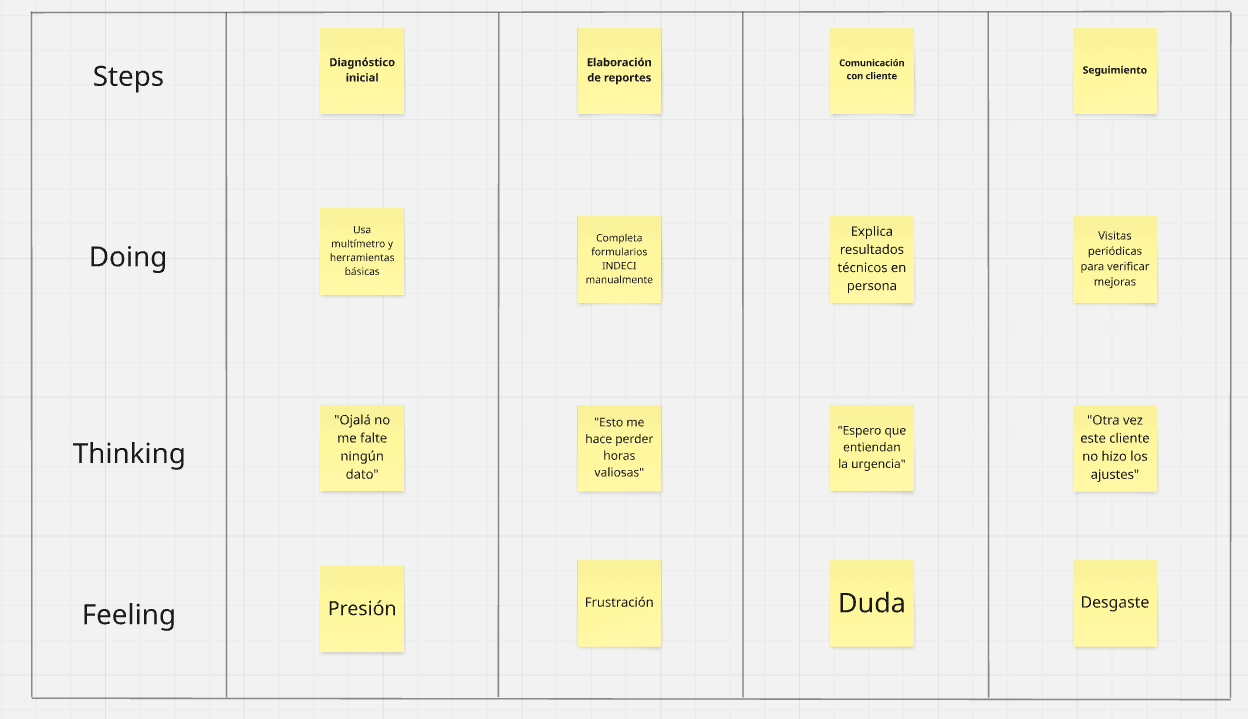 Steps
Diagnóstico
inicial
Elaboración
de reportes
Comunicación
con cliente
Seguimiento
Doing
Usa
multímetro y
herramientas
básicas
Completa
formularios
INDECI
manualmente
Explica
resultados
técnicos en
persona
Visitas
periódicas
para verificar
mejoras
Thinking
"Ojalá no
me falte
ningún
dato"
"Esto me
hace perder
horas
valiosas"
"Espero que
entiendan
la urgencia"
"Otra vez
este cliente
no hizo los
ajustes"
Feeling
Presión
Frustración
Duda
Desgaste